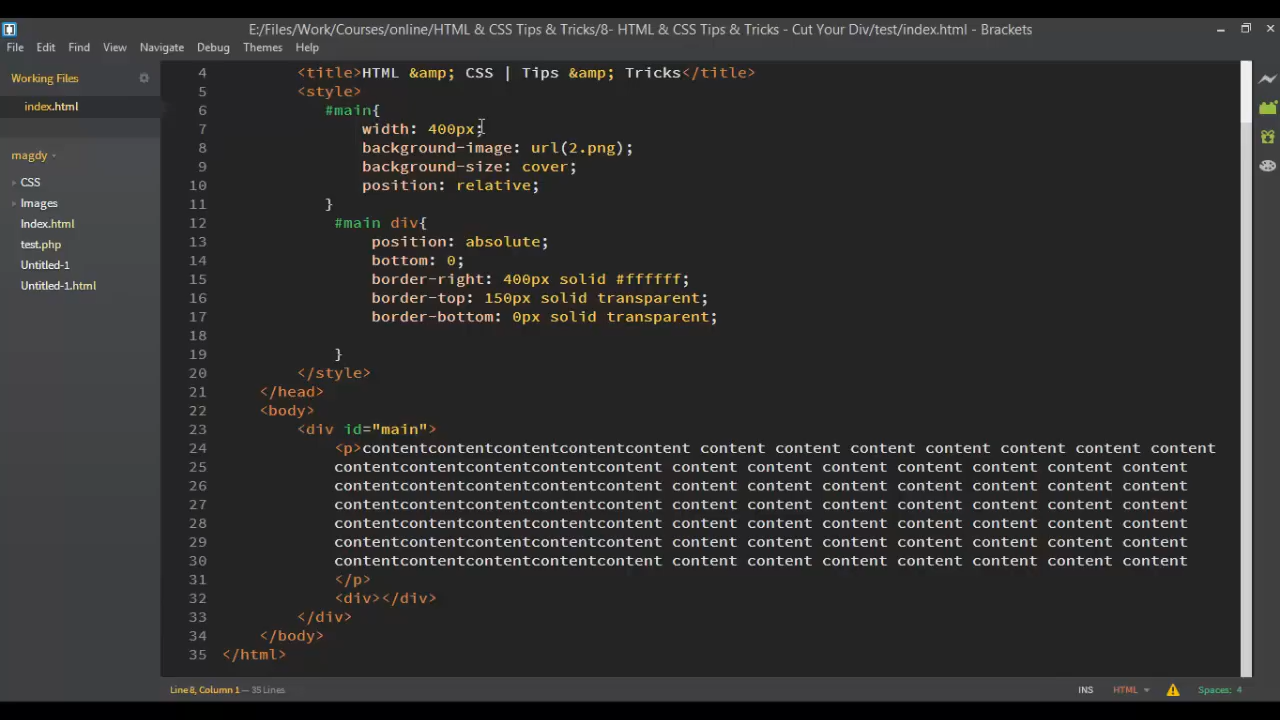 E:/Files/Work/Courses/online/HTML & CSS Tips & Tricks/8- HTML & CSS Tips & Tricks - Cut Your Div/test/index.html - Brackets
File Edit Find View Navigate Debug Themes Help
Working Files
index.html
magdy
CSS
Images
Index.html
test.php
Untitled-1
Untitled-1.html
4 <title>HTML &amp; CSS | Tips &amp; Tricks</title>
5 <style>
6 #main{
7 width: 400px;
8 background-image: url(2.png);
9 background-size: cover;
10 position: relative;
11 }
12 #main div{
13 position: absolute;
14 bottom: 0;
15 border-right: 400px solid #ffffff;
16 border-top: 150px solid transparent;
17 border-bottom: 0px solid transparent;
18
19 }
20 </style>
21 </head>
22 <body>
23 <div id="main">
24 <p>contentcontentcontentcontentcontent content content content content content content content
25 contentcontentcontentcontentcontent content content content content content content content
26 contentcontentcontentcontentcontent content content content content content content content
27 contentcontentcontentcontentcontent content content content content content content content
28 contentcontentcontentcontentcontent content content content content content content content
29 contentcontentcontentcontentcontent content content content content content content content
30 contentcontentcontentcontentcontent content content content content content content content
31 </p>
32 <div></div>
33 </div>
34 </body>
35 </html>
Line 8, Column 1 — 35 Lines
INS HTML Spaces: 4